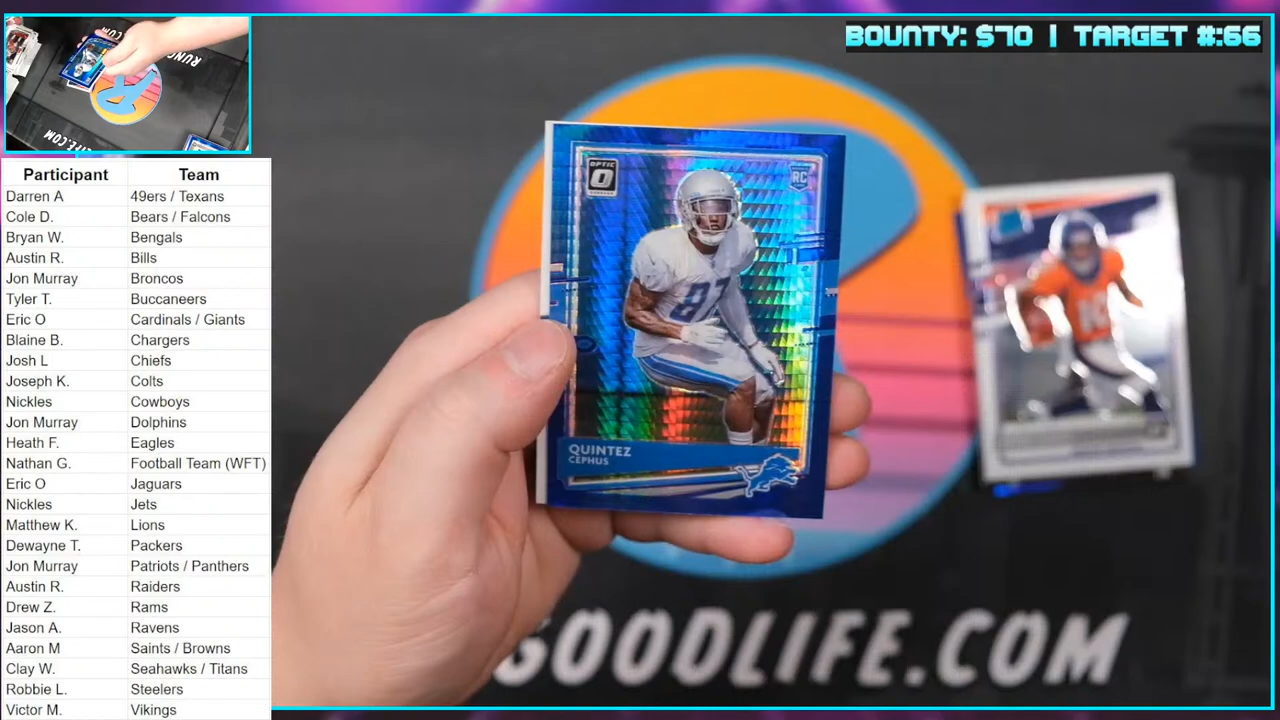 BOUNTY: $70 | TARGET #:66
.COM
Participant Team
Darren A 49ers / Texans
Cole D. Bears / Falcons
Bryan W. Bengals
Austin R. Bills
Jon Murray Broncos
Tyler T. Buccaneers
Eric O Cardinals / Giants
Blaine B. Chargers
Josh L Chiefs
Joseph K. Colts
Nickles Cowboys
Jon Murray Dolphins
Heath F. Eagles
Nathan G. Football Team (WFT)
Eric O Jaguars
Nickles Jets
Matthew K. Lions
Dewayne T. Packers
Jon Murray Patriots / Panthers
Austin R. Raiders
Drew Z. Rams
Jason A. Ravens
Aaron M Saints / Browns
Clay W. Seahawks / Titans
Robbie L. Steelers
Victor M. Vikings
OPTIC
RC
87
QUINTEZ
CEPHUS
10
GOODLIFE.COM